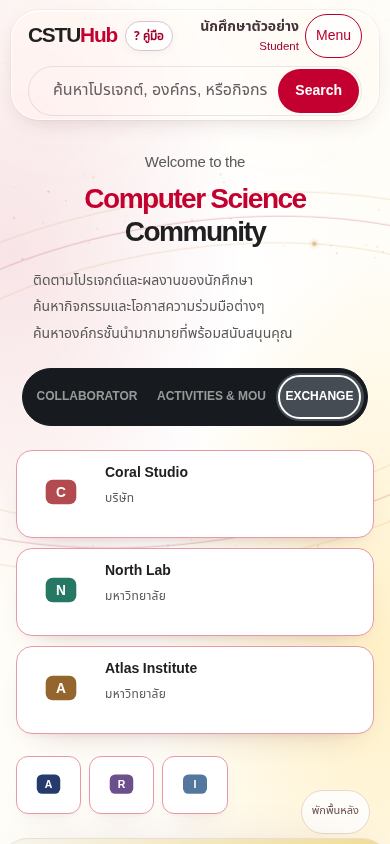 CSTUHub
? คู่มือ
นักศึกษาตัวอย่าง
Student
Menu
ค้นหาโปรเจกต์, องค์กร, หรือกิจกร
Search
Welcome to the
Computer Science
Community
ติดตามโปรเจกต์และผลงานของนักศึกษา
ค้นหากิจกรรมและโอกาสความร่วมมือต่างๆ
ค้นหาองค์กรชั้นนำมากมายที่พร้อมสนับสนุนคุณ
COLLABORATOR
ACTIVITIES & MOU
EXCHANGE
C
Coral Studio
บริษัท
N
North Lab
มหาวิทยาลัย
A
Atlas Institute
มหาวิทยาลัย
A
R
I
พักพื้นหลัง